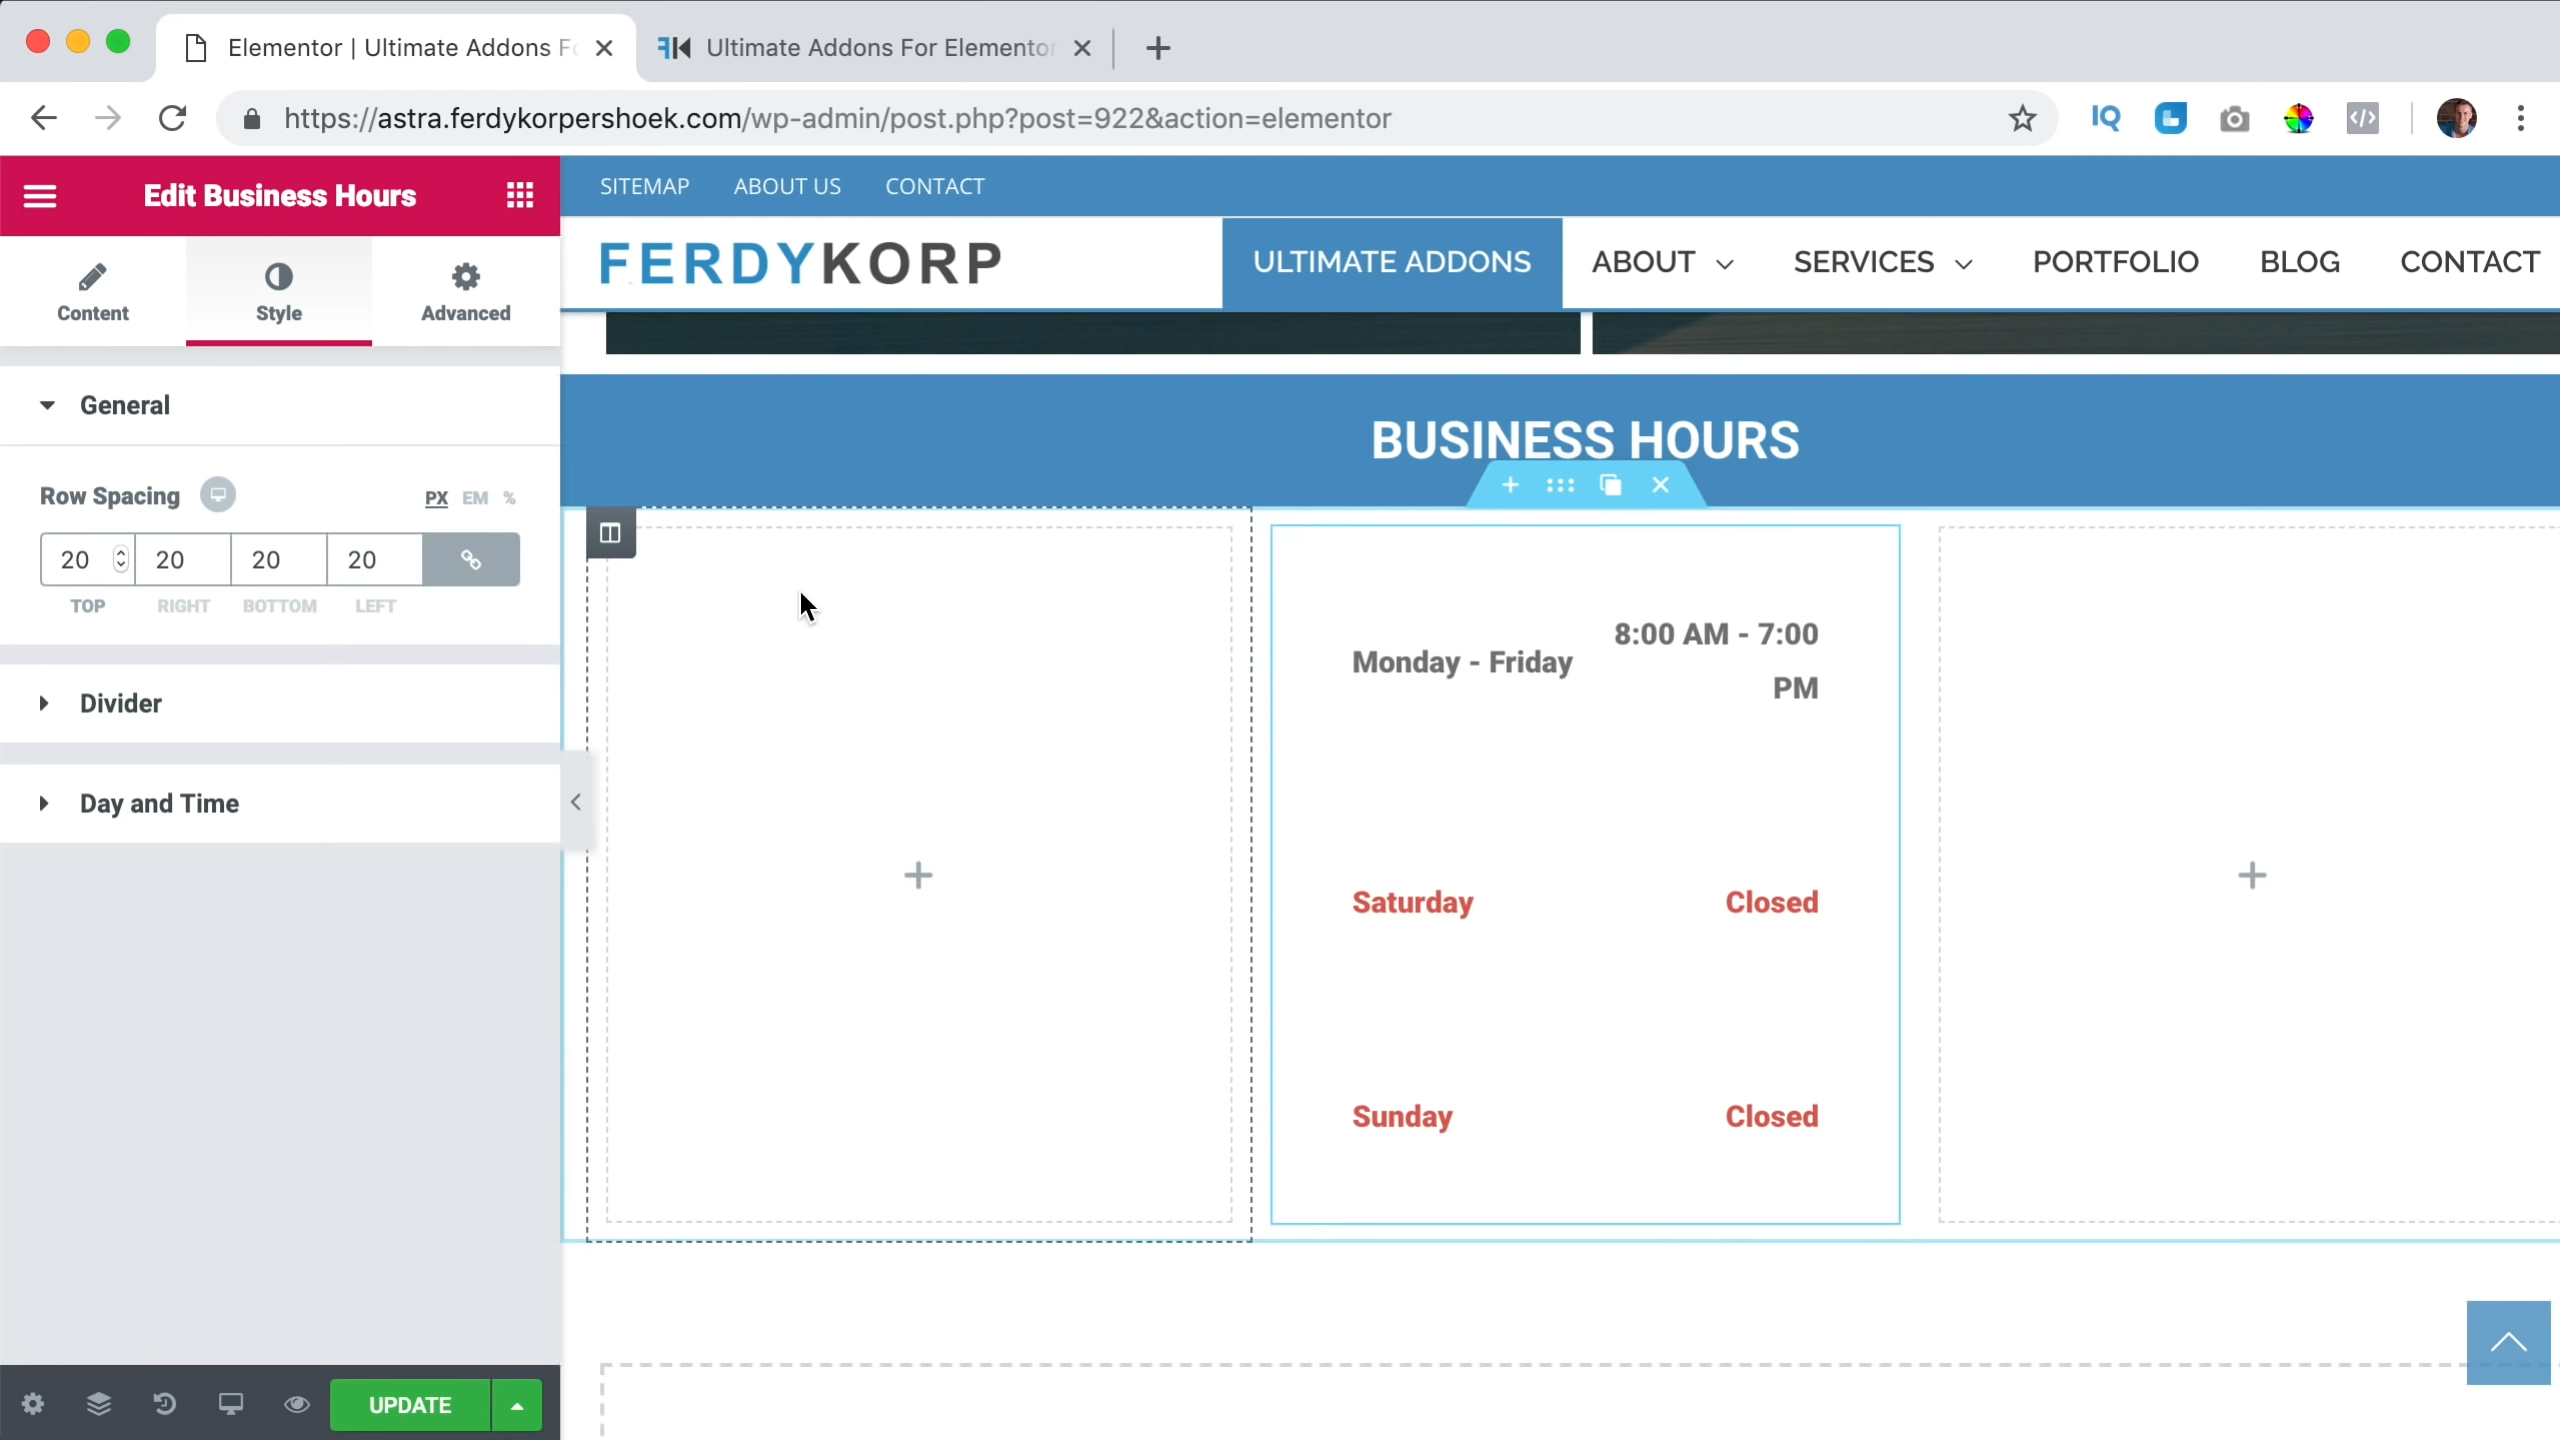 Elementor | Ultimate Addons Fo
Ultimate Addons For Elementor
https://astra.ferdykorpershoek.com/wp-admin/post.php?post=922&action=elementor
IQ
Edit Business Hours
Content
Style
Advanced
General
Row Spacing
PX EM %
20 20 20 20
TOP RIGHT BOTTOM LEFT
Divider
Day and Time
UPDATE
SITEMAP ABOUT US CONTACT
FERDYKORP
ULTIMATE ADDONS ABOUT SERVICES PORTFOLIO BLOG CONTACT
BUSINESS HOURS
Monday - Friday
8:00 AM - 7:00
PM
Saturday Closed
Sunday Closed